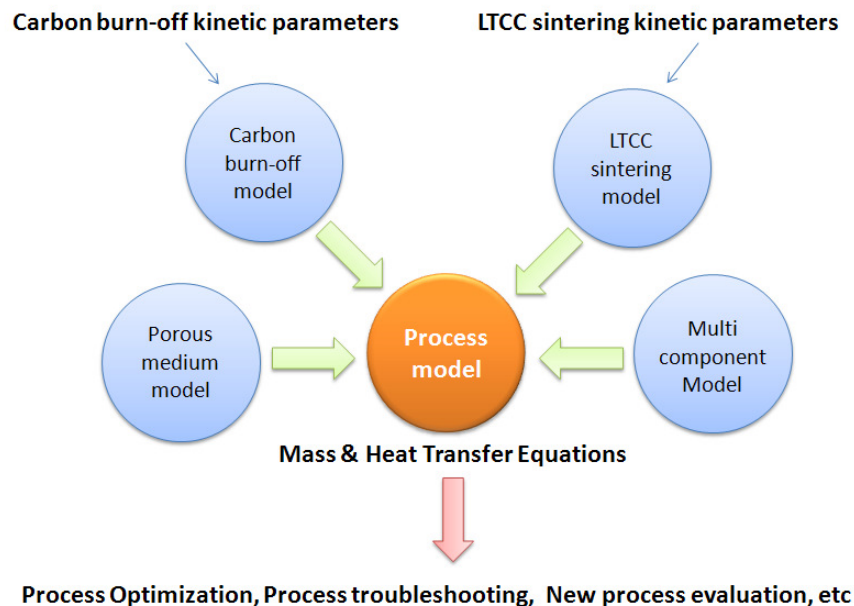 Carbon burn-off kinetic parameters
LTCC sintering kinetic parameters
Carbon
burn-off
model
LTCC
sintering
model
Porous
medium
model
Process
model
Multi
component
Model
Mass & Heat Transfer Equations
Process Optimization, Process troubleshooting, New process evaluation, etc